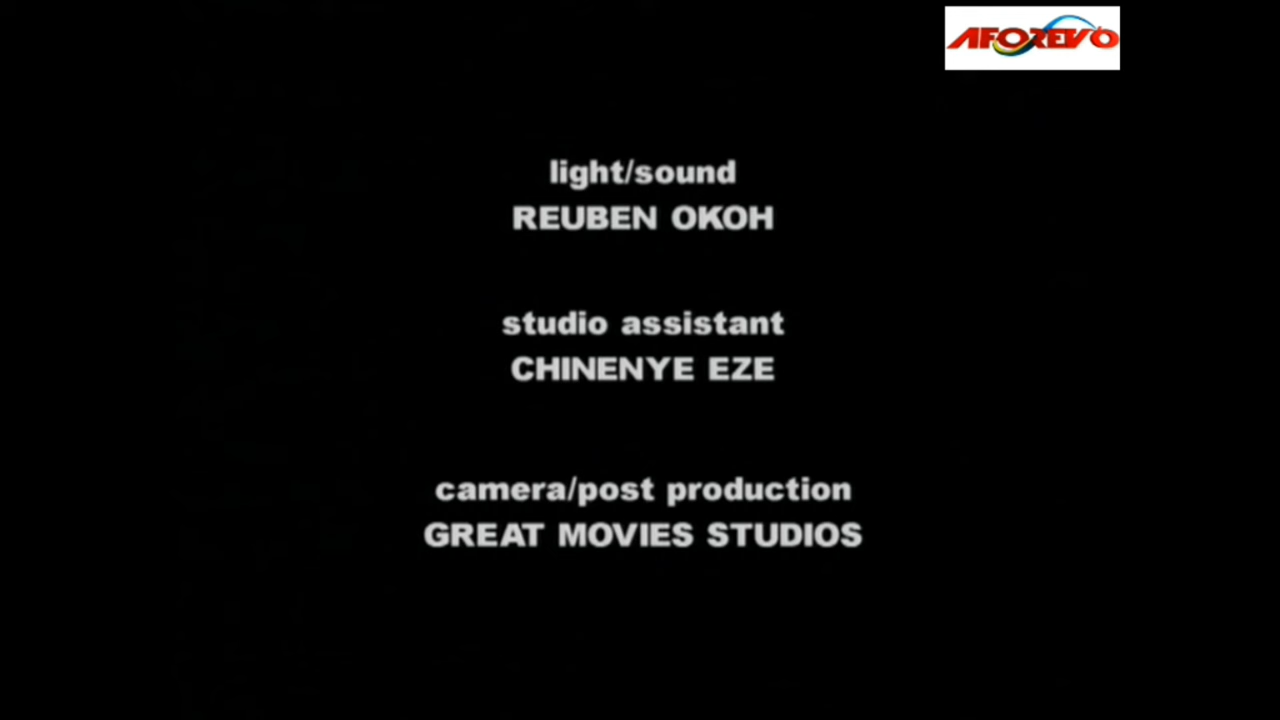 AFOREVO
light/sound
REUBEN OKOH
studio assistant
CHINENYE EZE
camera/post production
GREAT MOVIES STUDIOS